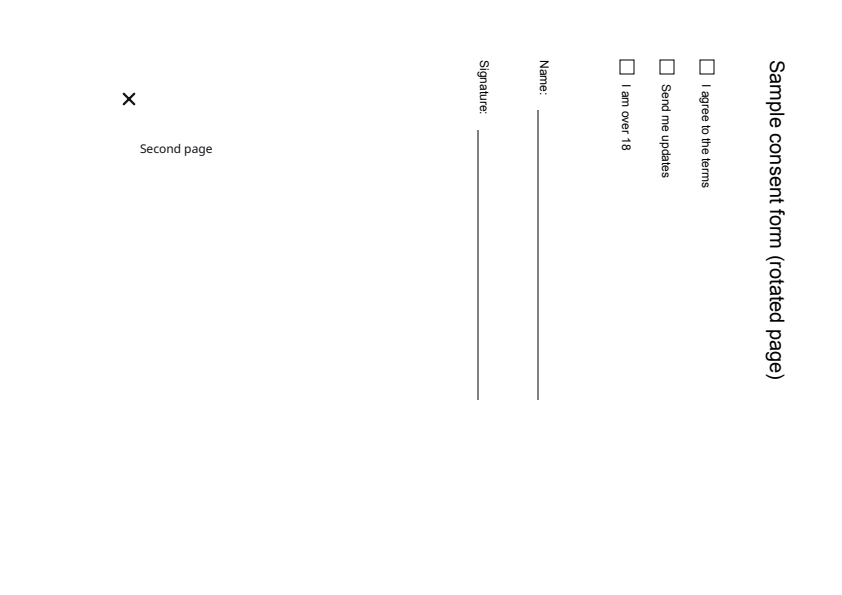 Sample consent form (rotated page)
☐ I agree to the terms
☐ Send me updates
☐ I am over 18
Name:
Signature:
✕
Second page